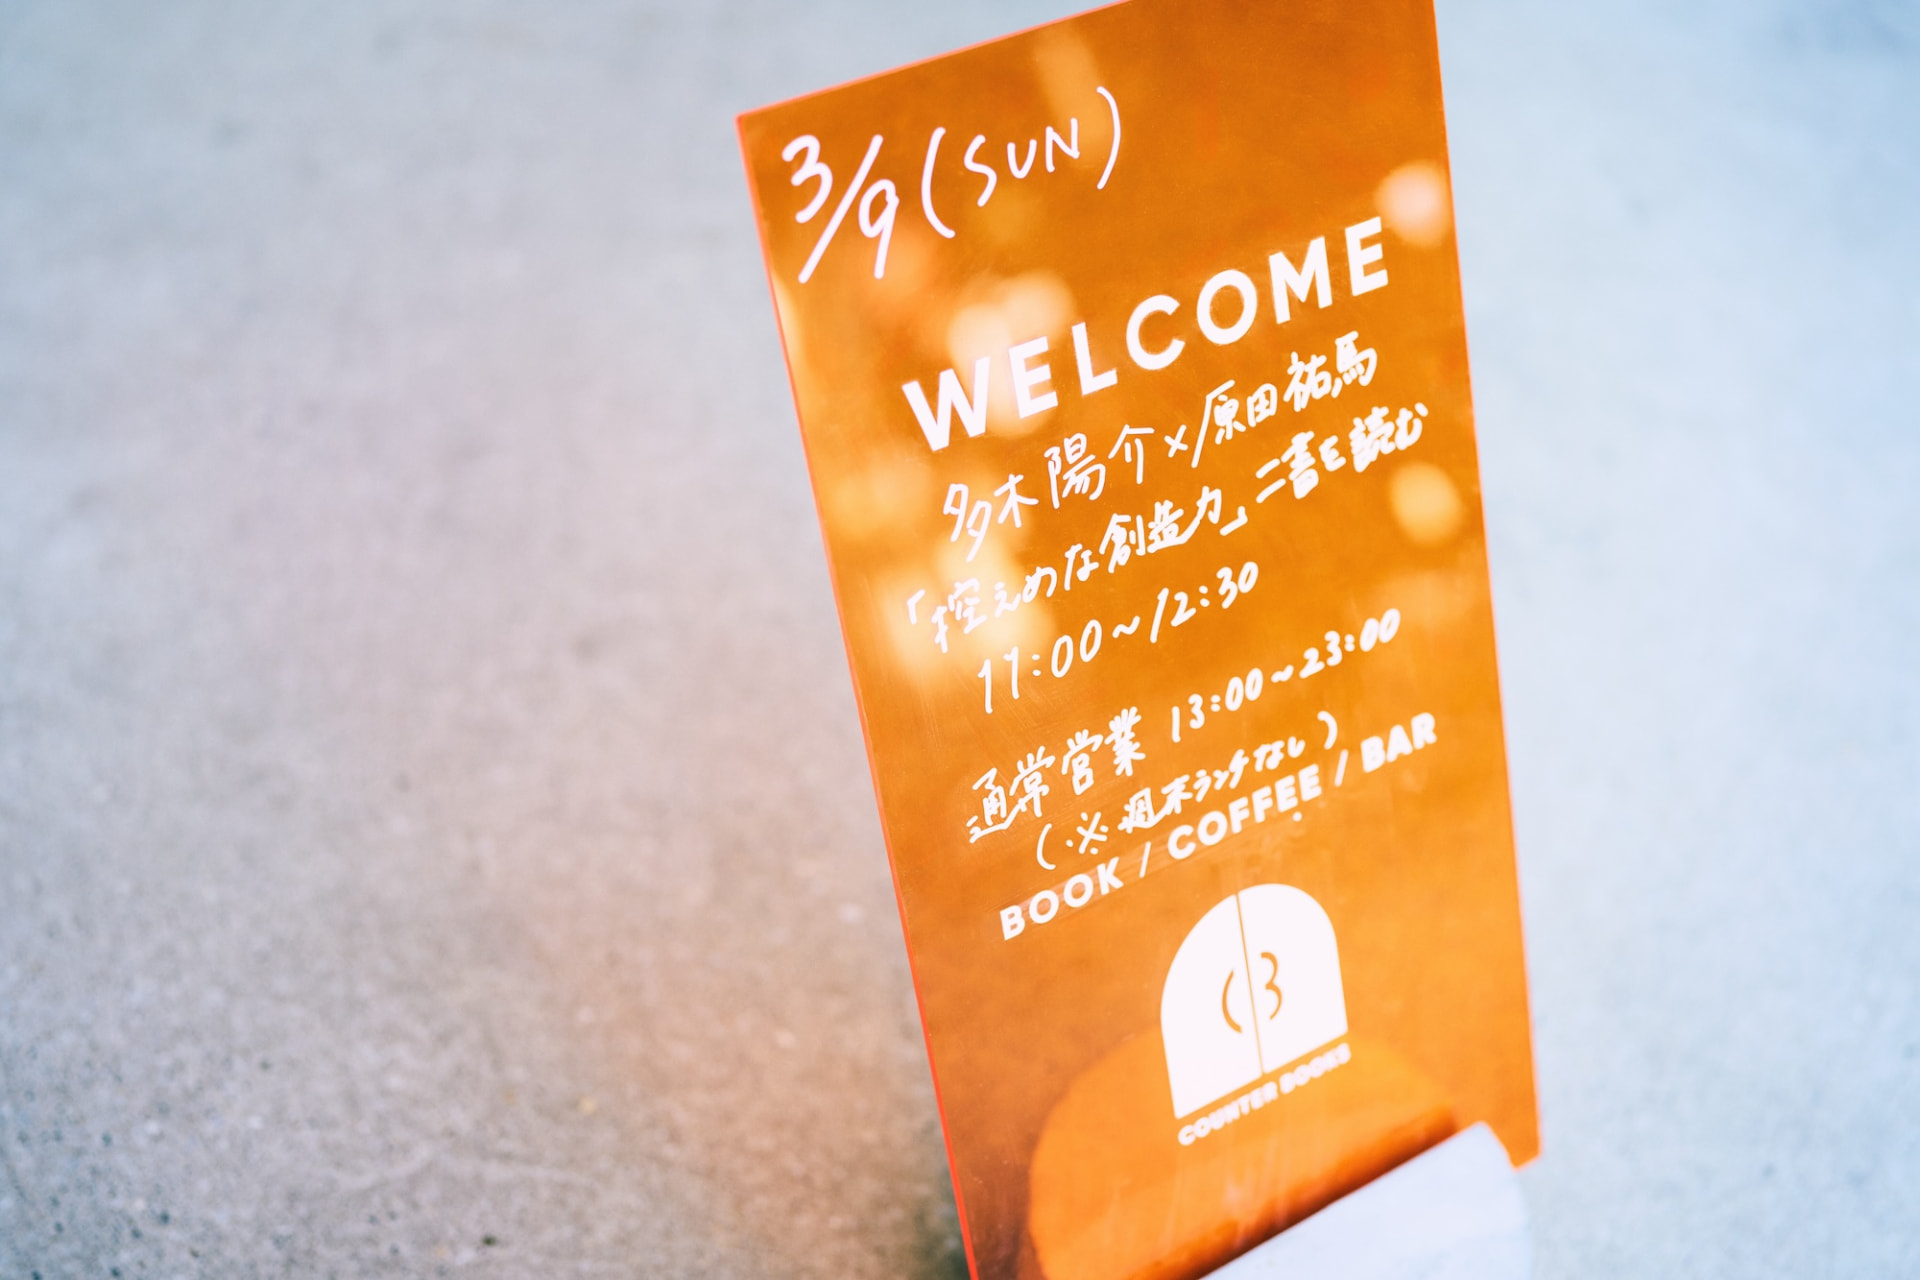 3/9(SUN)
WELCOME
多木陽介×原田祐馬
「控えめな創造力」二書を読む
11:00~12:30
通常営業 13:00~23:00
(※週末ランチなし)
BOOK / COFFEE / BAR
CB
COUNTER BOOKS